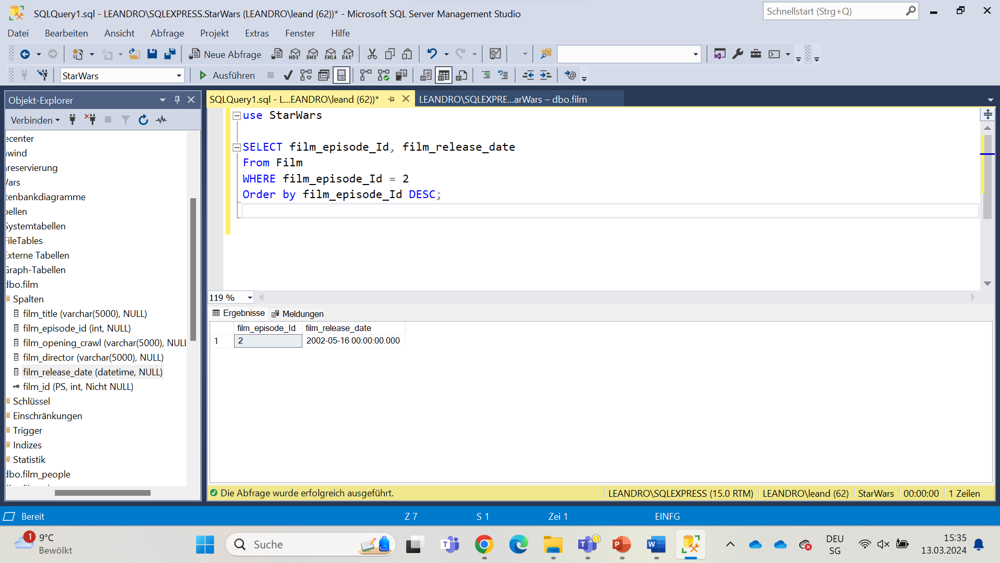 SQLQuery1.sql - LEANDRO\SQLEXPRESS.StarWars (LEANDRO\leand (62))* - Microsoft SQL Server Management Studio
Schnellstart (Strg+Q)
Datei Bearbeiten Ansicht Abfrage Projekt Extras Fenster Hilfe
Neue Abfrage MDX DMX XMLA DAX
StarWars Ausführen
Objekt-Explorer
SQLQuery1.sql - L...EANDRO\leand (62))* LEANDRO\SQLEXPRE...arWars – dbo.film
Verbinden
use StarWars
SELECT film_episode_Id, film_release_date
From Film
WHERE film_episode_Id = 2
Order by film_episode_Id DESC;
ecenter
wind
reservierung
Wars
tenbankdiagramme
bellen
Systemtabellen
FileTables
Externe Tabellen
Graph-Tabellen
dbo.film
Spalten
film_title (varchar(5000), NULL)
film_episode_id (int, NULL)
film_opening_crawl (varchar(5000), NULL
film_director (varchar(5000), NULL)
film_release_date (datetime, NULL)
film_id (PS, int, Nicht NULL)
Schlüssel
Einschränkungen
Trigger
Indizes
Statistik
dbo.film_people
119 %
Ergebnisse Meldungen
film_episode_Id film_release_date
1 2 2002-05-16 00:00:00.000
Die Abfrage wurde erfolgreich ausgeführt. LEANDRO\SQLEXPRESS (15.0 RTM) LEANDRO\leand (62) StarWars 00:00:00 1 Zeilen
Bereit Z 7 S 1 Zei 1 EINFG
1 9°C
Bewölkt
Suche
DEU
SG
15:35
13.03.2024